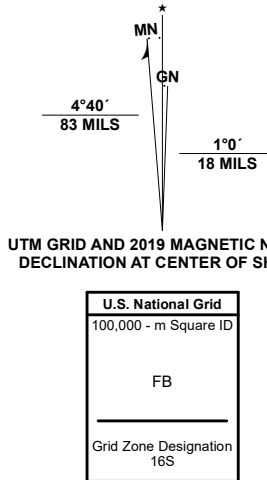 ★
MN
GN
4°40´
83 MILS
1°0´
18 MILS
UTM GRID AND 2019 MAGNETIC
DECLINATION AT CENTER OF
U.S. National Grid
100,000 - m Square ID
FB
Grid Zone Designation
16S